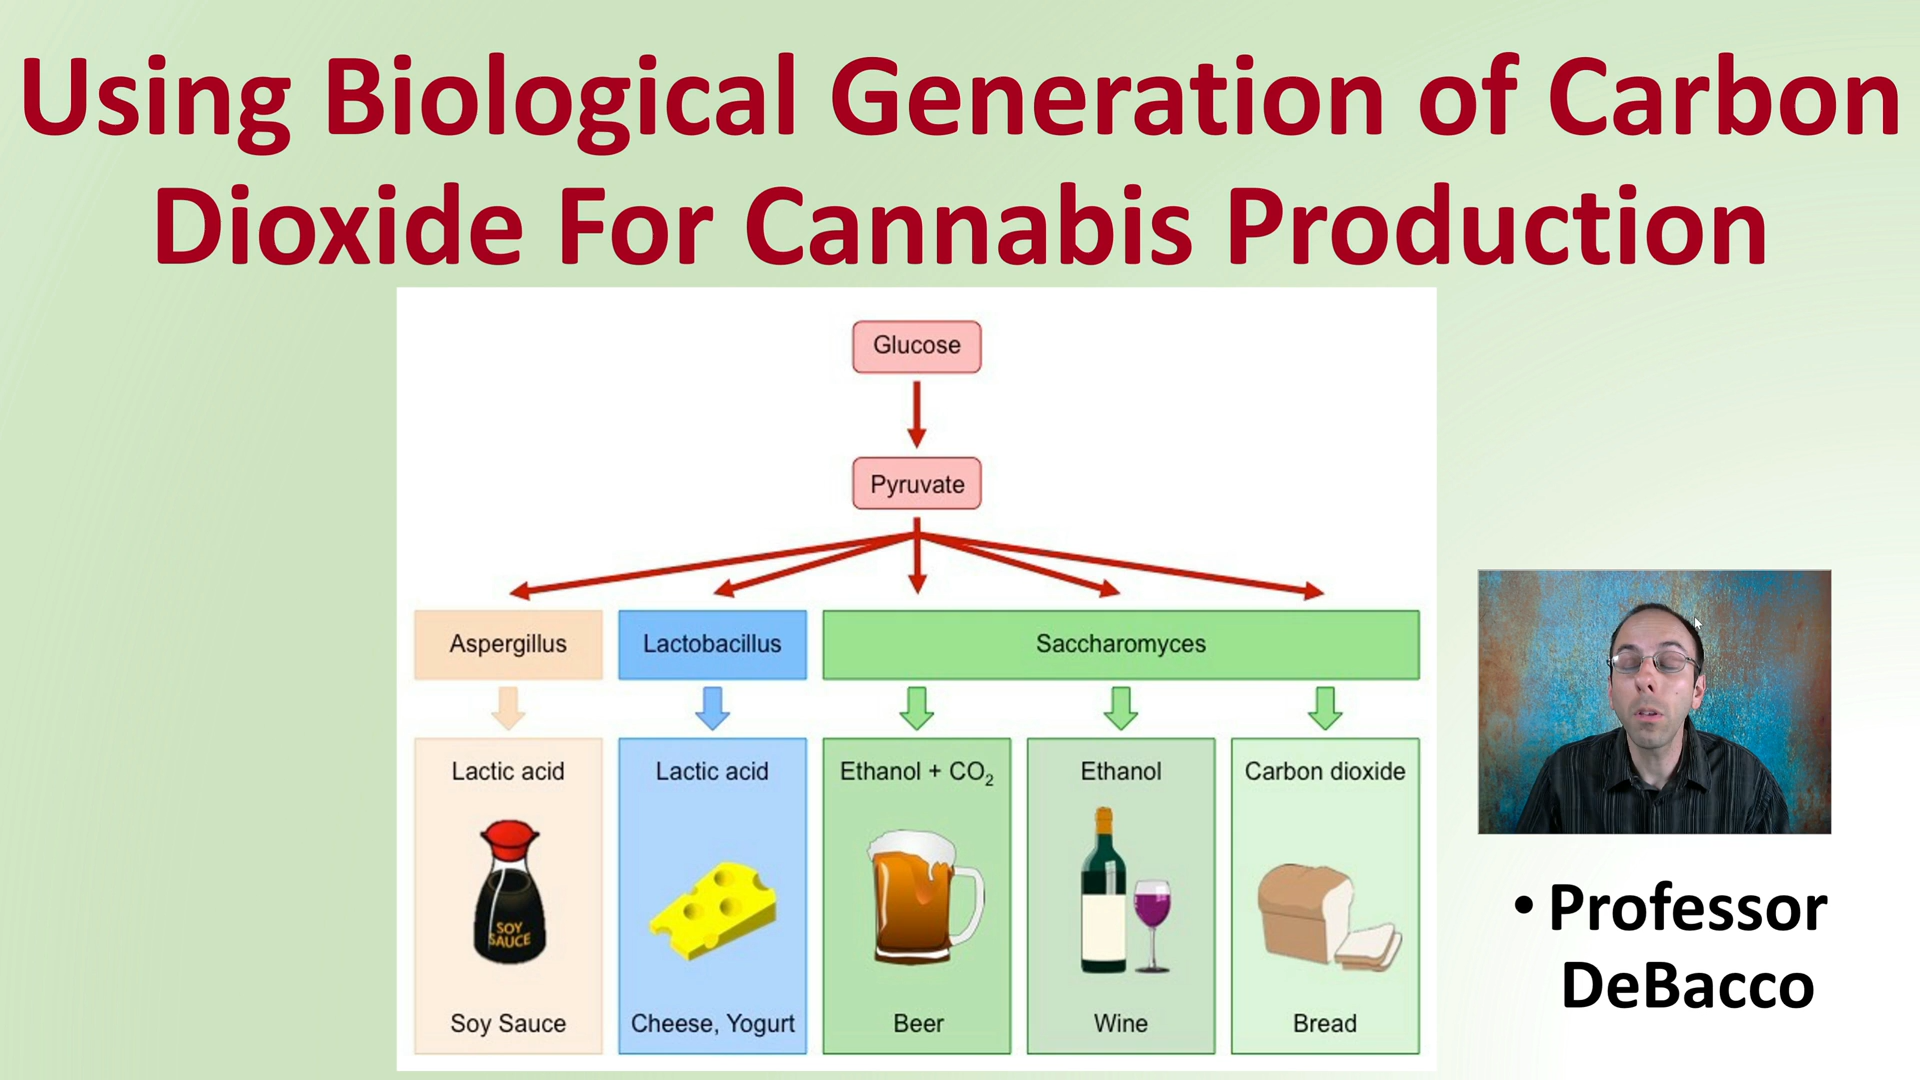 Using Biological Generation of Carbon
Dioxide For Cannabis Production
Glucose
Pyruvate
Aspergillus
Lactobacillus
Saccharomyces
Lactic acid
Lactic acid
Ethanol + CO₂
Ethanol
Carbon dioxide
SOY
SAUCE
Soy Sauce
Cheese, Yogurt
Beer
Wine
Bread
• Professor
DeBacco